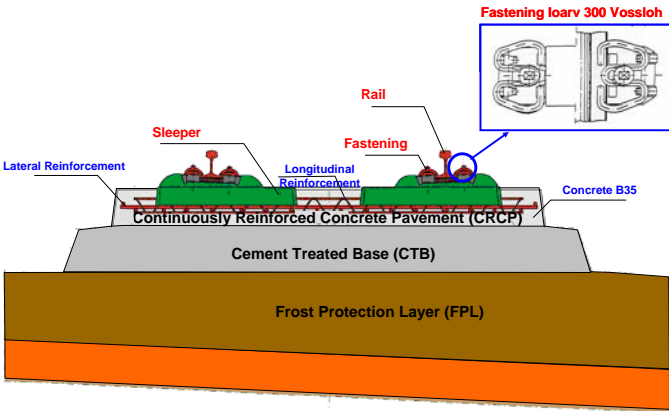 Fastening Ioarv 300 Vossloh
Rail
Sleeper
Fastening
Lateral Reinforcement
Longitudinal
Reinforcement
Concrete B35
Continuously Reinforced Concrete Pavement (CRCP)
Cement Treated Base (CTB)
Frost Protection Layer (FPL)